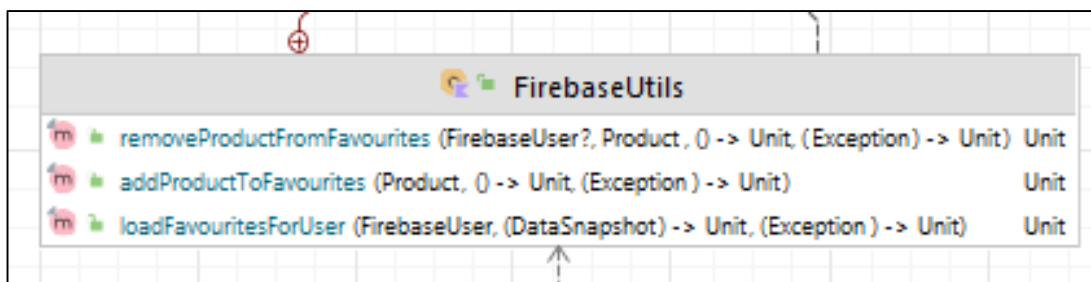 FirebaseUtils
removeProductFromFavourites (FirebaseUser?, Product, () -> Unit, (Exception) -> Unit) Unit
addProductToFavourites (Product, () -> Unit, (Exception) -> Unit) Unit
loadFavouritesForUser (FirebaseUser, (DataSnapshot) -> Unit, (Exception) -> Unit) Unit